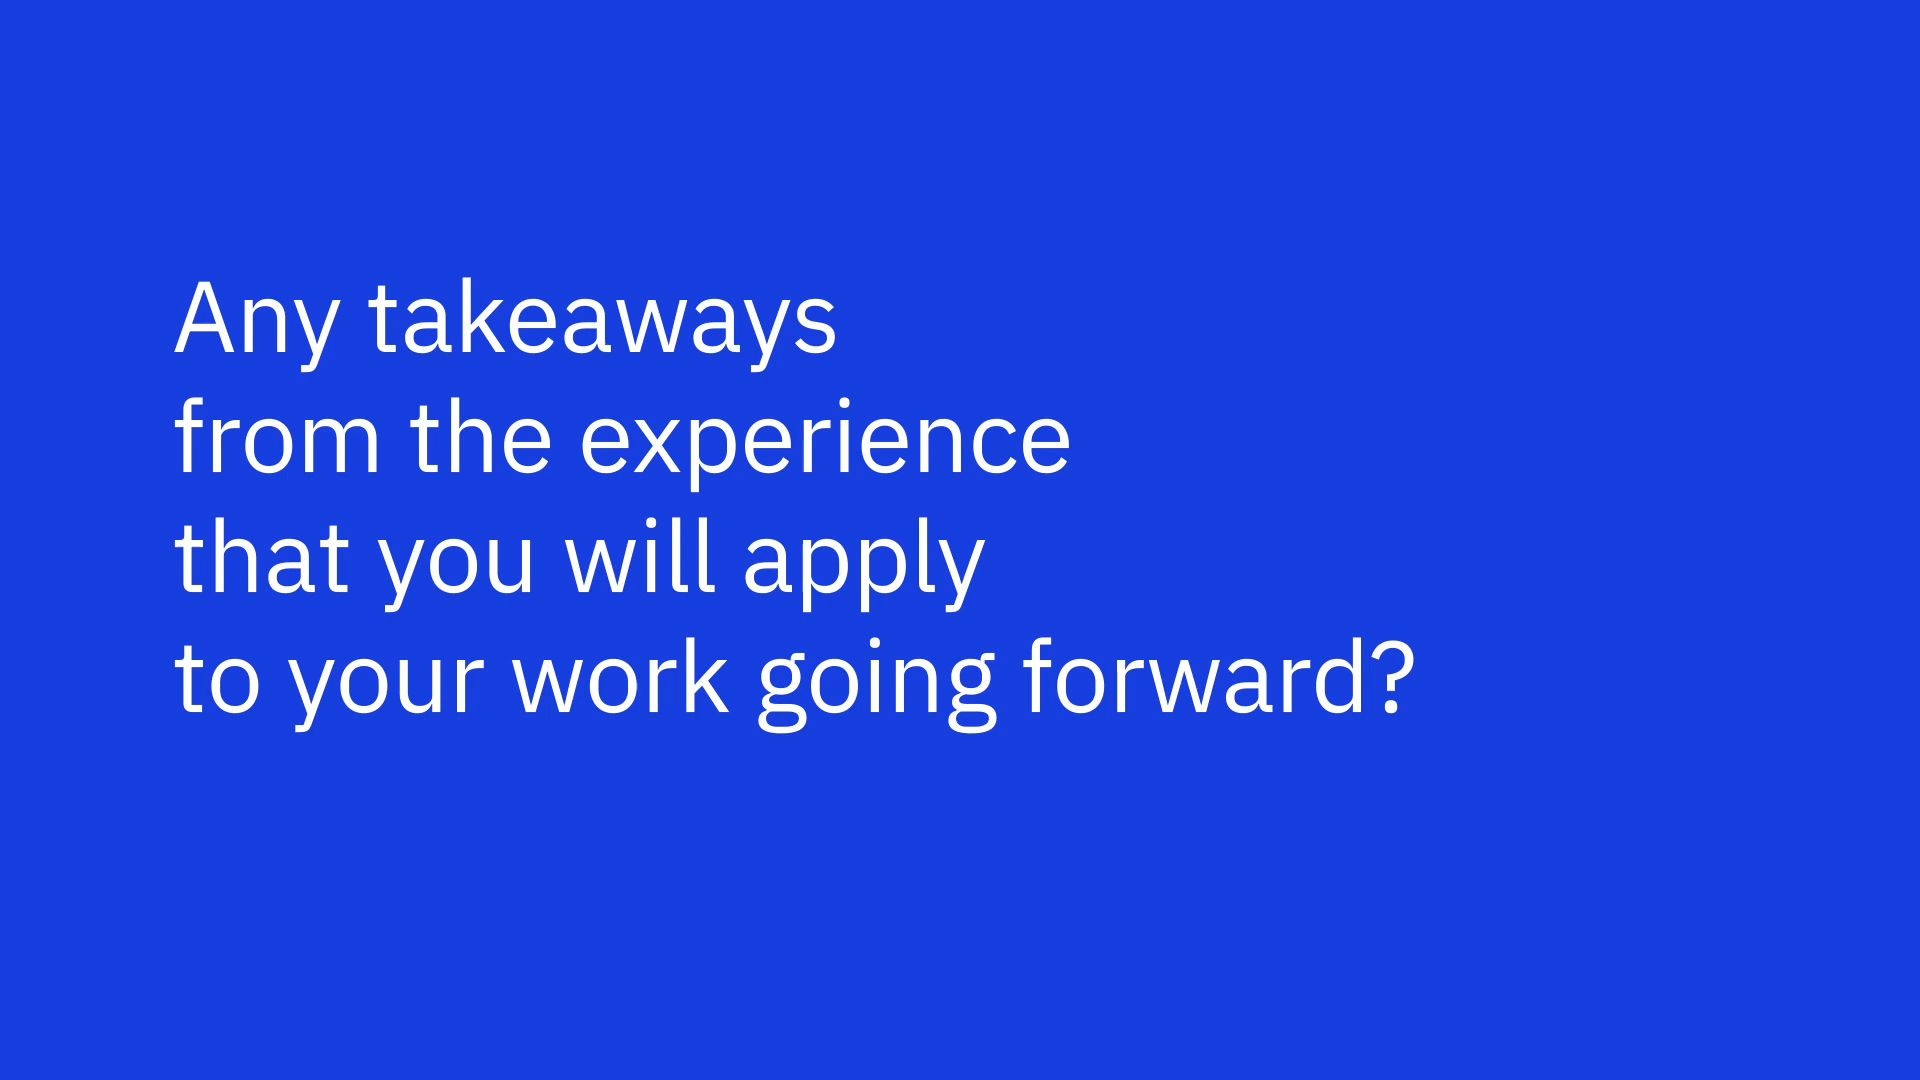 Any takeaways
from the experience
that you will apply
to your work going forward?